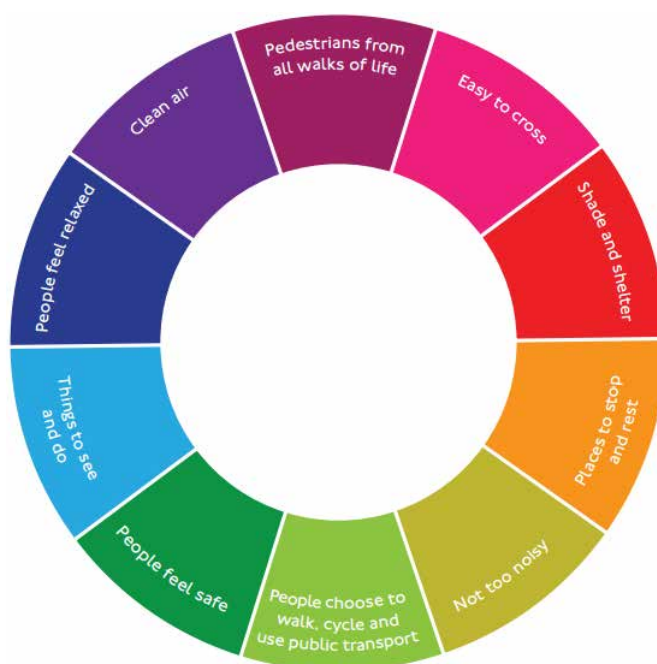 Pedestrians from
all walks of life
Easy to cross
Shade and shelter
Places to stop
and rest
Not too noisy
People choose to
walk, cycle and
use public transport
People feel safe
Things to see
and do
People feel relaxed
Clean air